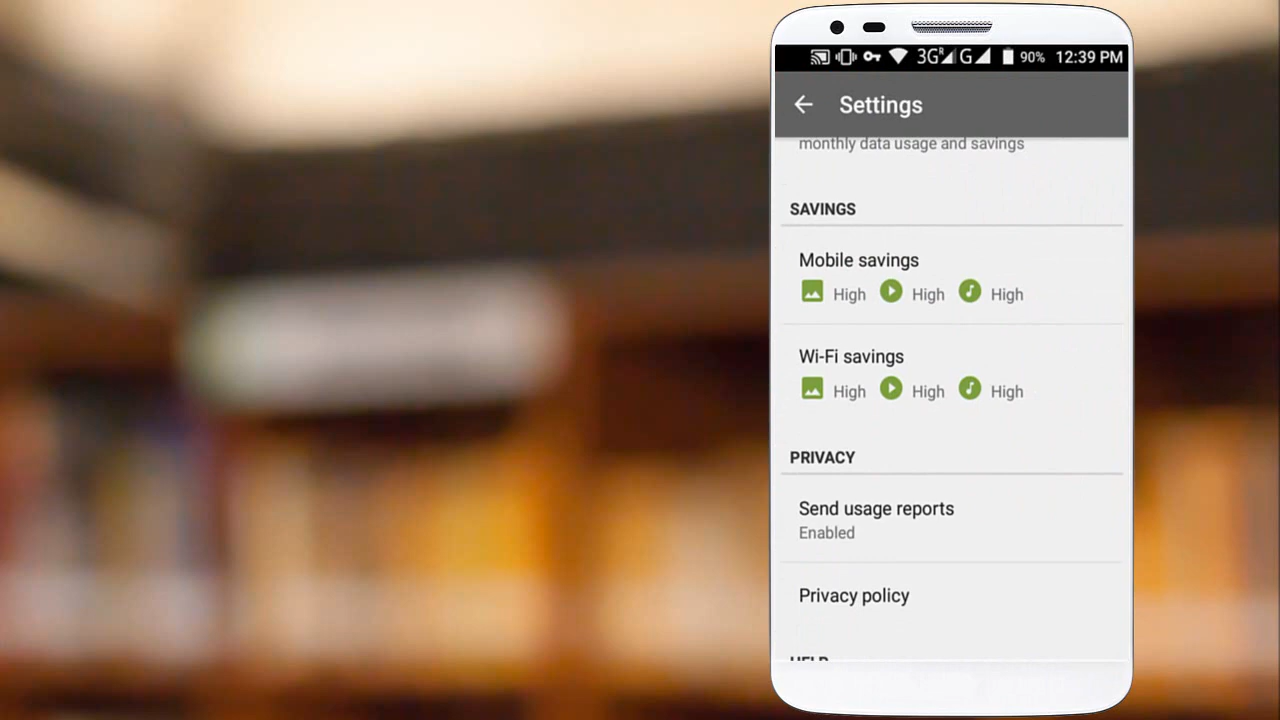 3G R G 90% 12:39 PM
Settings
monthly data usage and savings
SAVINGS
Mobile savings
High High High
Wi-Fi savings
High High High
PRIVACY
Send usage reports
Enabled
Privacy policy
HELP